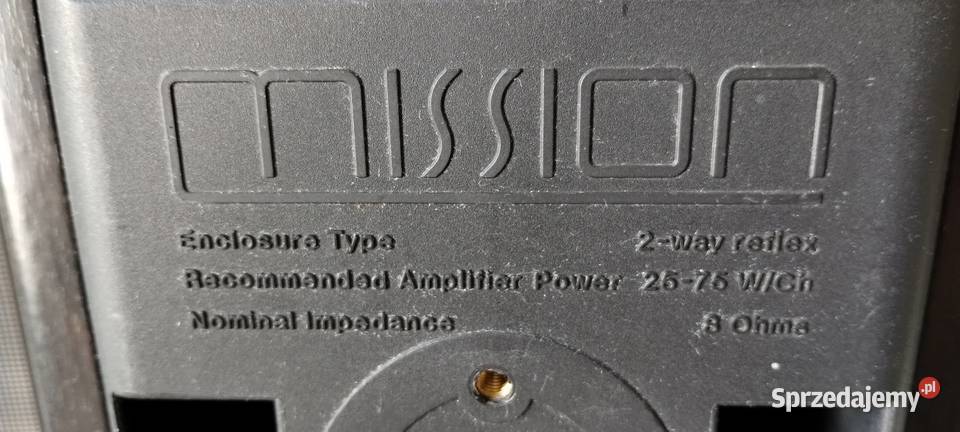 mission
Enclosure Type 2-way reflex
Recommended Amplifier Power 25-75 W/Ch
Nominal Impedance 8 Ohms
Sprzedajemy.pl